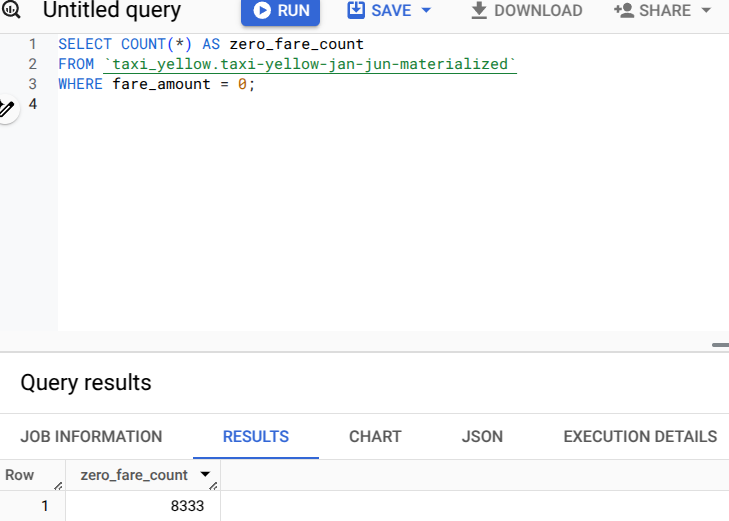 Untitled query RUN SAVE DOWNLOAD SHARE
1 SELECT COUNT(*) AS zero_fare_count
2 FROM `taxi_yellow.taxi-yellow-jan-jun-materialized`
3 WHERE fare_amount = 0;
4
Query results
JOB INFORMATION RESULTS CHART JSON EXECUTION DETAILS
Row zero_fare_count
1 8333